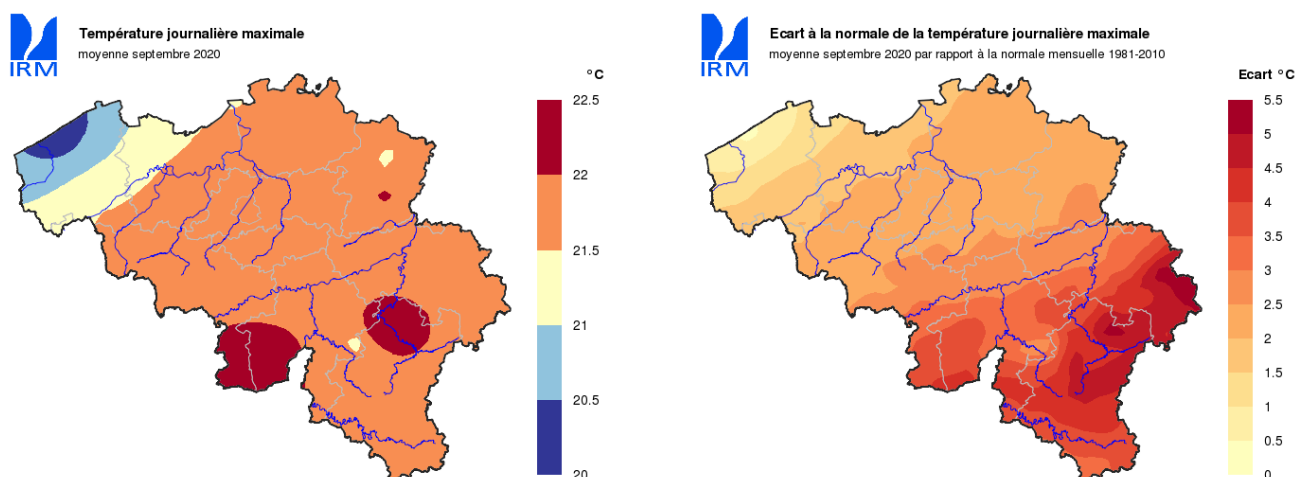 IRM
Température journalière maximale
moyenne septembre 2020
°C
22.5
22
21.5
21
20.5
20
IRM
Ecart à la normale de la température journalière maximale
moyenne septembre 2020 par rapport à la normale mensuelle 1981-2010
Ecart °C
5.5
5
4.5
4
3.5
3
2.5
2
1.5
1
0.5
0